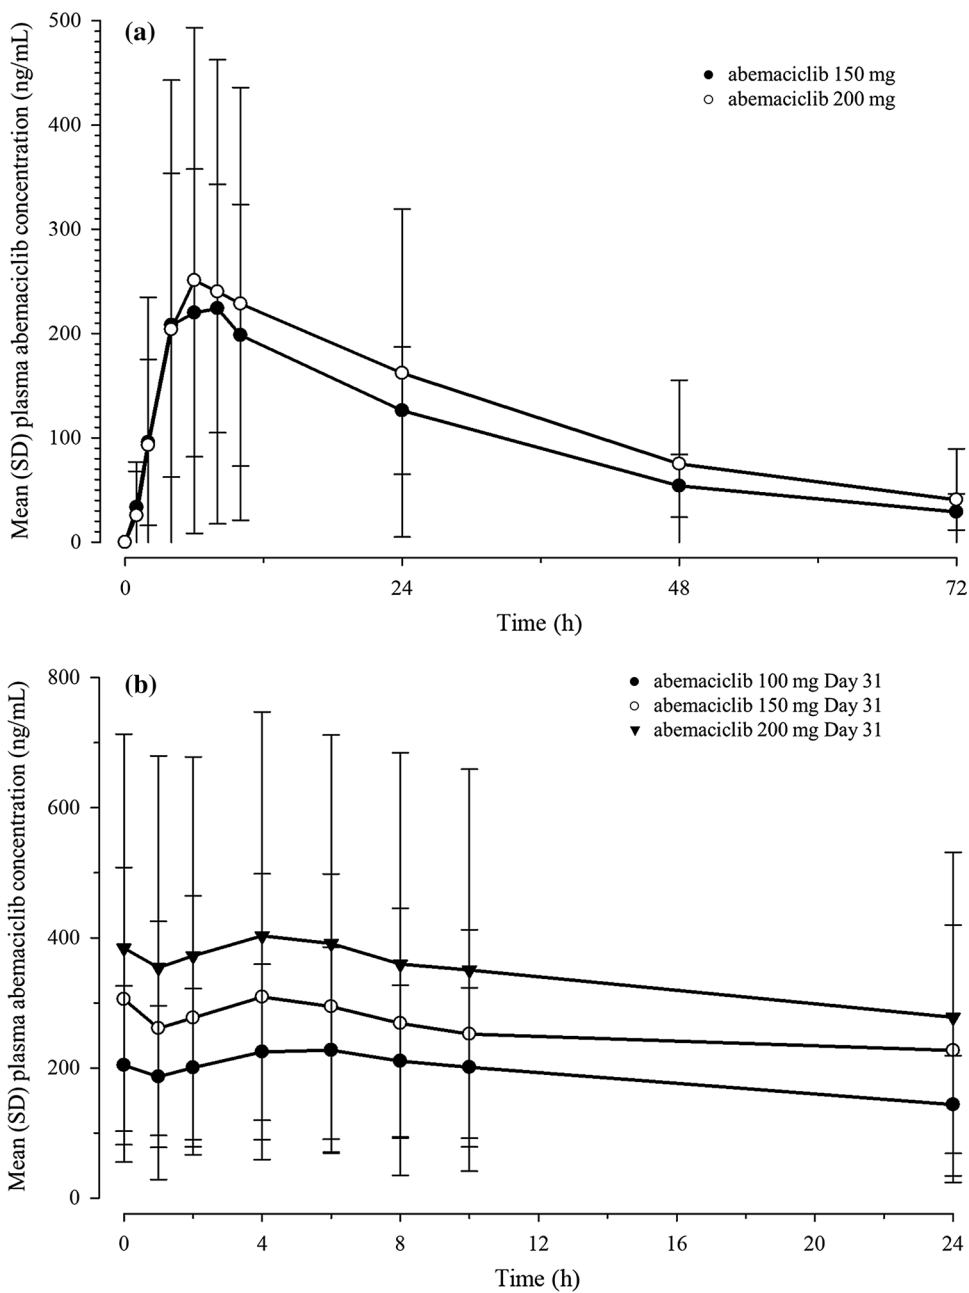 (a)
abemaciclib 150 mg
abemaciclib 200 mg
Mean (SD) plasma abemaciclib concentration (ng/mL)
500
400
300
200
100
0
0 24 48 72
Time (h)
(b)
abemaciclib 100 mg Day 31
abemaciclib 150 mg Day 31
abemaciclib 200 mg Day 31
Mean (SD) plasma abemaciclib concentration (ng/mL)
800
600
400
200
0
0 4 8 12 16 20 24
Time (h)